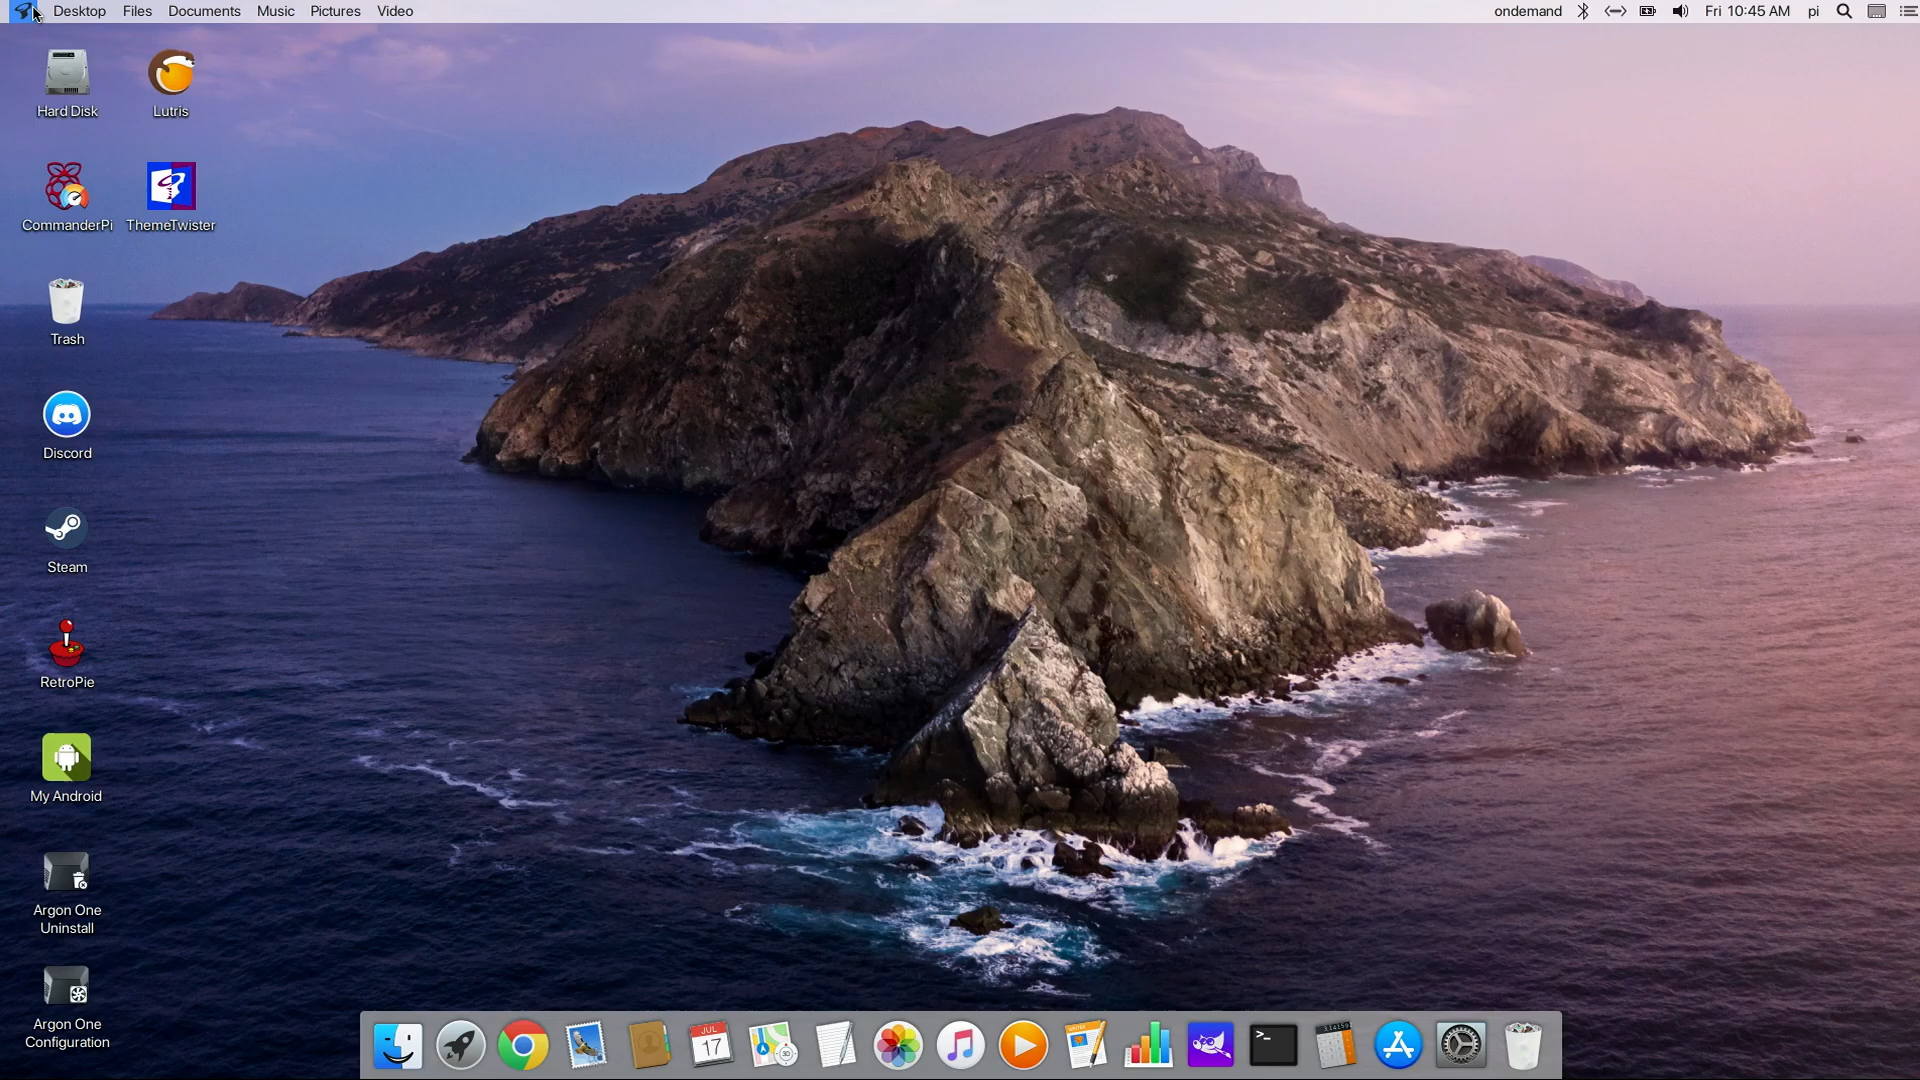 Desktop Files Documents Music Pictures Video ondemand Fri 10:45 AM pi
Hard Disk
Lutris
CommanderPi
ThemeTwister
Trash
Discord
Steam
RetroPie
My Android
Argon One
Uninstall
Argon One
Configuration
JUL
17
3D
>_